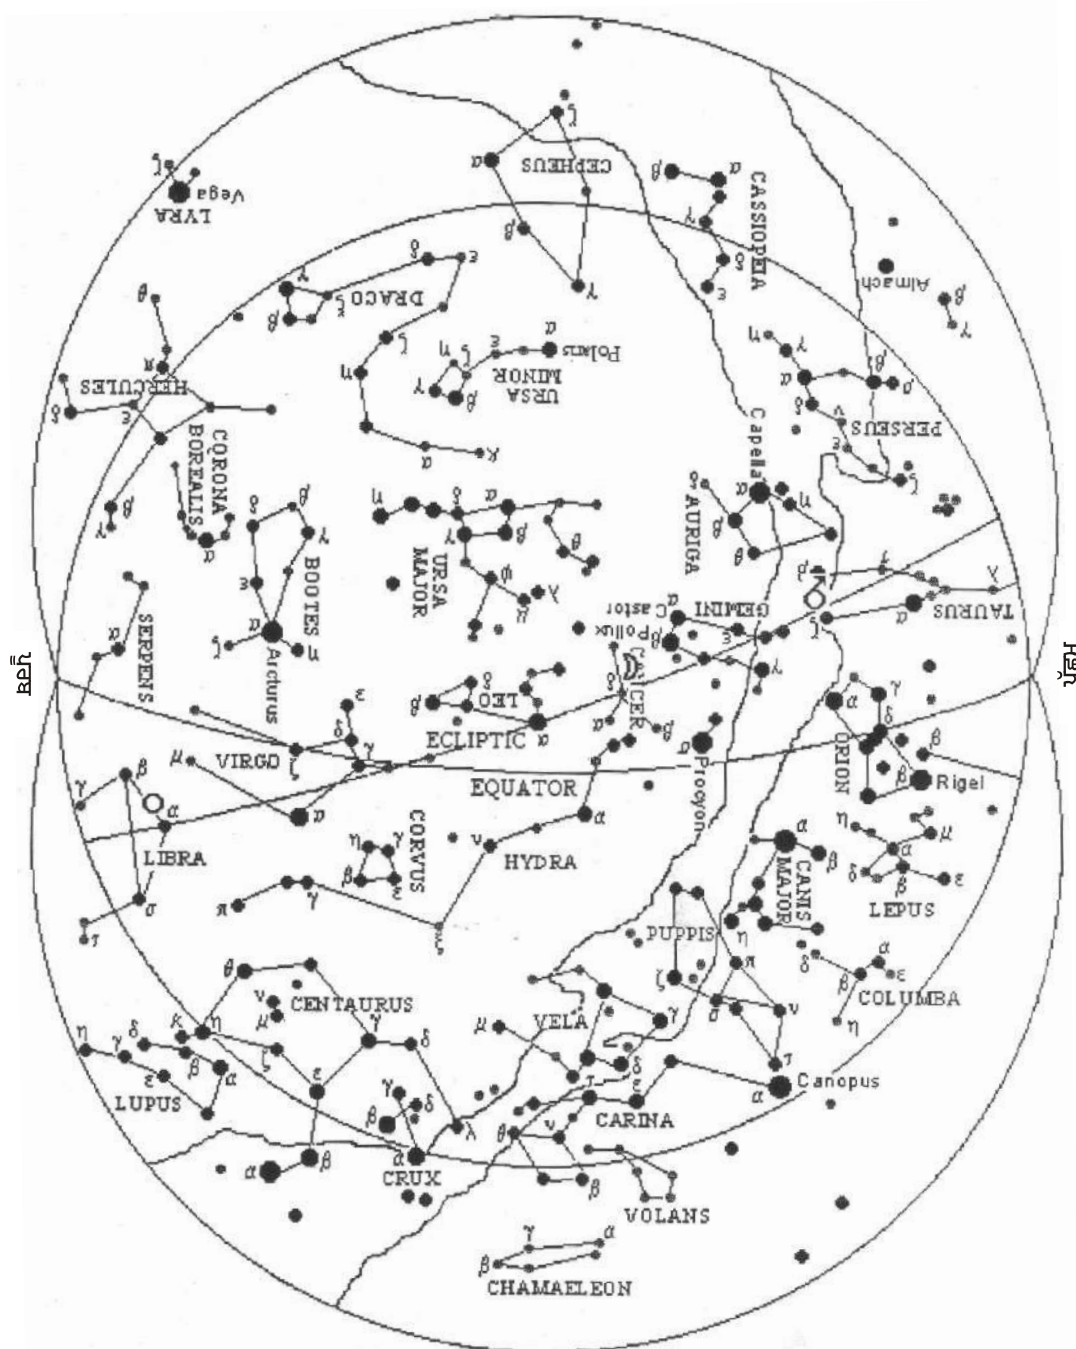 ζ
CEPHEUS
α
β
γ
β
α
γ
δ
ε
CASSIOPEIA
ζ
Vega
LYRA
Almach
β
γ
θ
π
HERCULES
δ
ε
β
γ
γ
β
ξ
DRACO
δ
ε
ζ
η
α
κ
α
Polaris
ε
ζ
η
γ
β
URSA
MINOR
η
γ
α
δ
β
ν
ε
ζ
PERSEUS
Capella
α
δ
β
η
θ
AURIGA
CORONA
BOREALIS
α
δ
β
γ
ε
α
ζ
η
BOOTES
Arcturus
η
δ
α
γ
β
θ
φ
λ
μ
URSA
MAJOR
β
τ
λ
ζ
α
TAURUS
α
Castor
β
Pollux
ε
γ
GEMINI
SERPENS
α
δ
α
β
CANCER
β
δ
α
LEO
ECLIPTIC
ε
δ
γ
ζ
μ
α
VIRGO
EQUATOR
α
Procyon
α
γ
δ
β
β
ORION
Rigel
γ
β
α
σ
τ
LIBRA
η
γ
β
ε
CORVUS
ν
α
HYDRA
π
γ
ξ
α
η
CANIS
MAJOR
η
μ
α
δ
β
ε
LEPUS
PUPPIS
π
ζ
σ
ν
τ
δ
α
β
ε
η
COLUMBA
θ
ν
μ
κ
η
ζ
γ
δ
ε
λ
α
β
CENTAURUS
η
γ
δ
β
α
ε
LUPUS
μ
γ
δ
VELA
α
Canopus
ε
ν
θ
β
CARINA
γ
β
δ
α
CRUX
VOLANS
γ
α
β
CHAMAELEON